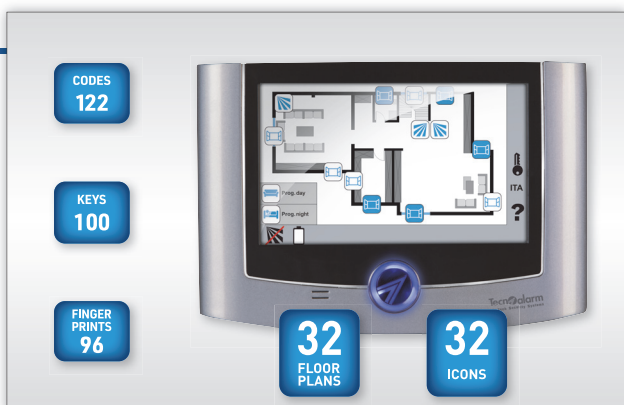 CODES
122
KEYS
100
FINGER
PRINTS
96
Prog. day
Prog. night
ITA
?
Tecnoalarm
32
FLOOR
PLANS
32
ICONS